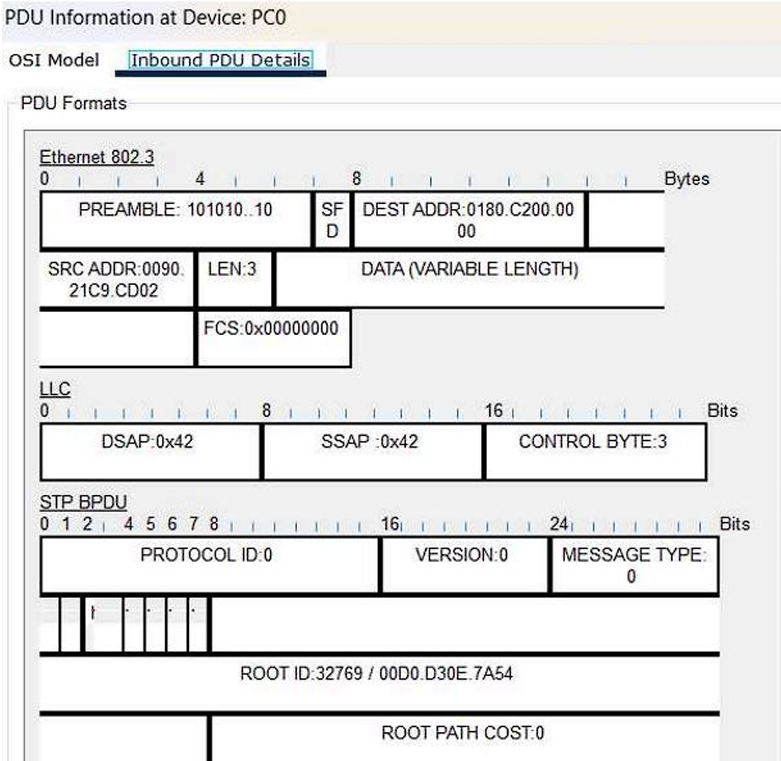 PDU Information at Device: PC0
OSI Model Inbound PDU Details
PDU Formats
Ethernet 802.3
0 4 8 Bytes
PREAMBLE: 101010..10 SF DEST ADDR:0180.C200.00
D 00
SRC ADDR:0090. LEN:3 DATA (VARIABLE LENGTH)
21C9.CD02
FCS:0x00000000
LLC
0 8 16 Bits
DSAP:0x42 SSAP :0x42 CONTROL BYTE:3
STP BPDU
0 1 2 4 5 6 7 8 16 24 Bits
PROTOCOL ID:0 VERSION:0 MESSAGE TYPE:
0
ROOT ID:32769 / 00D0.D30E.7A54
ROOT PATH COST:0